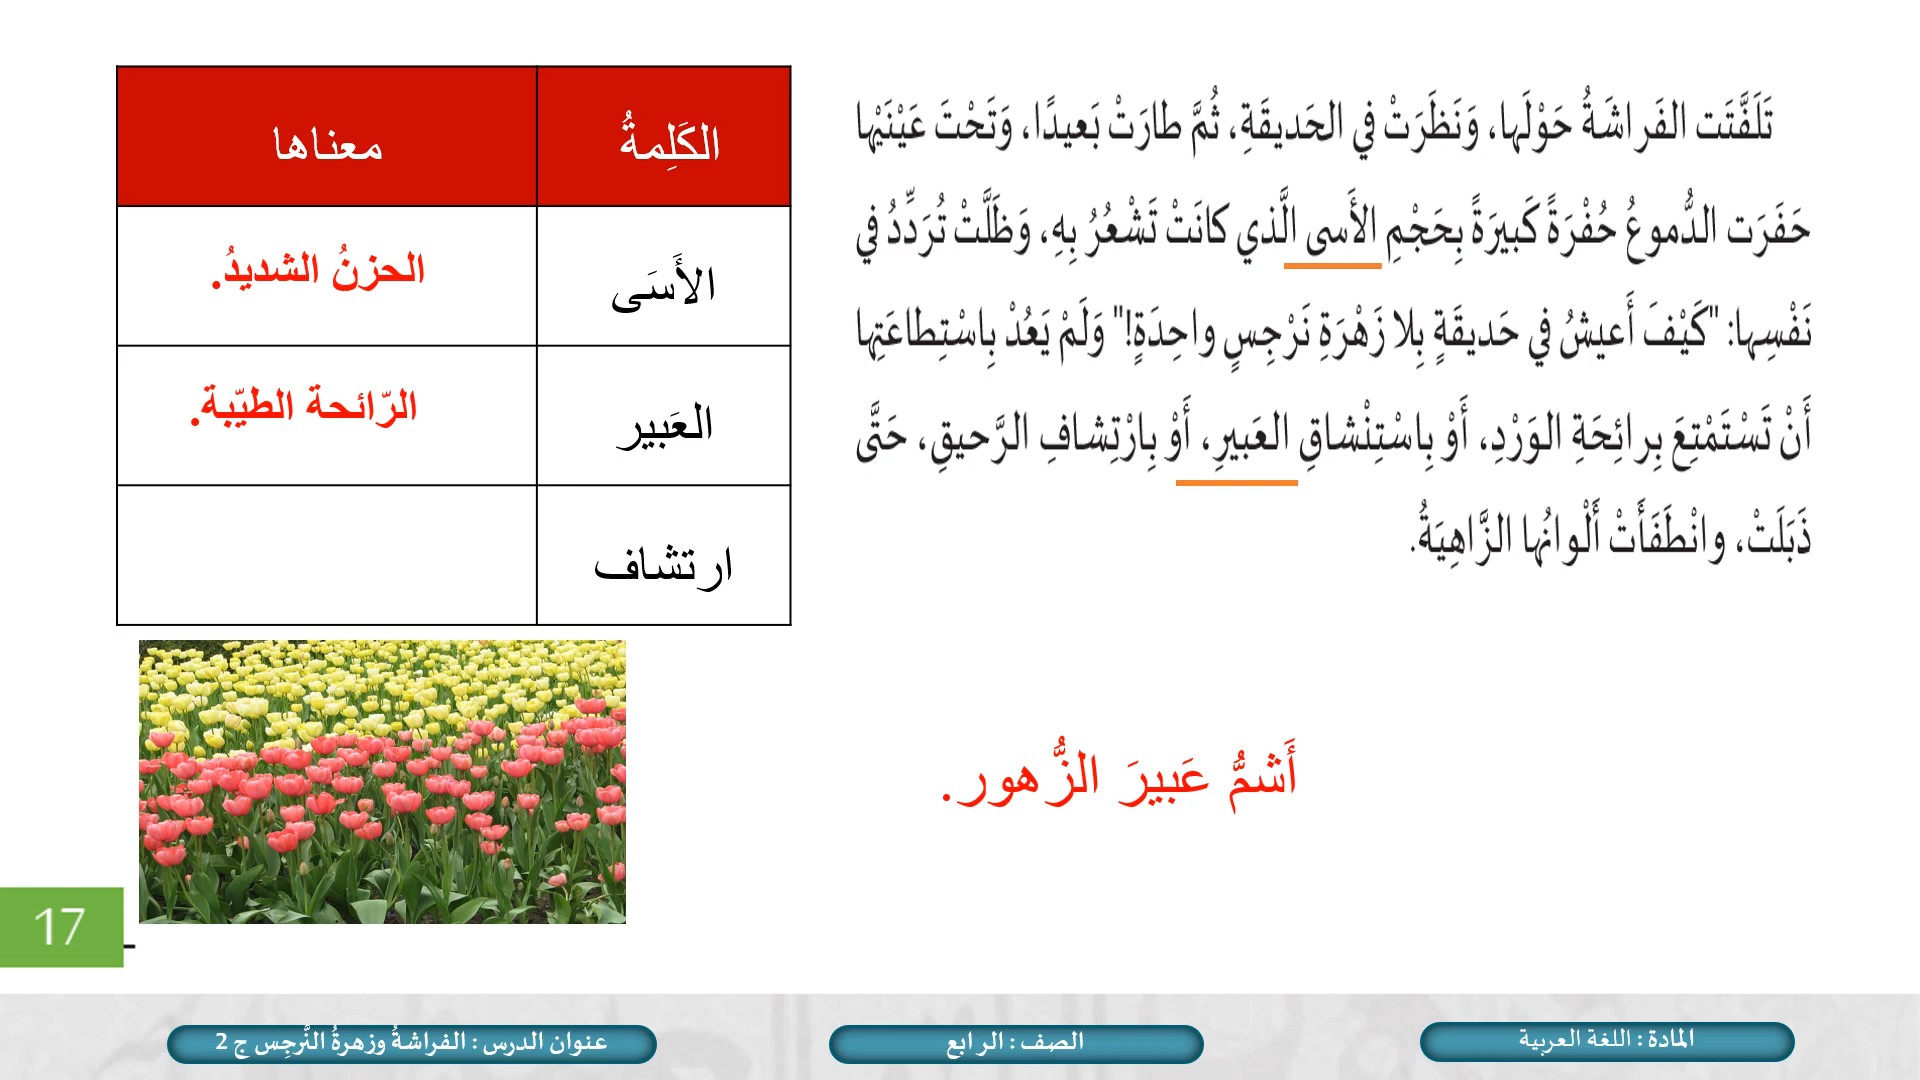 تَلَفَّتَت الفَراشَةُ حَوْلَها، وَنَظَرَتْ في الحَديقَةِ، ثُمَّ طارَتْ بَعيدًا، وَتَحْتَ عَيْنَيْها
حَفَرَت الدُّموعُ حُفْرَةً كَبيرَةً بِحَجْمِ الأَسى الَّذي كانَتْ تَشْعُرُ بِهِ، وَظَلَّتْ تُرَدِّدُ في
نَفْسِها: "كَيْفَ أَعيشُ في حَديقَةٍ بِلا زَهْرَةِ نَرْجِسٍ واحِدَةٍ!" وَلَمْ يَعُدْ بِاسْتِطاعَتِها
أَنْ تَسْتَمْتِعَ بِرائِحَةِ الوَرْدِ، أَوْ بِاسْتِنْشاقِ العَبيرِ، أَوْ بِارْتِشافِ الرَّحيقِ، حَتَّى
ذَبَلَتْ، وانْطَفَأَتْ أَلْوانُها الزَّاهِيَةُ.
الكَلِمةُ معناها
الأَسَى الحزنُ الشديدُ.
العَبير الرّائحة الطيّبة.
ارتشاف
أَشمُّ عَبيرَ الزُّهور.
17
المادة : اللغة العربية
الصف : الرابع
عنوان الدرس : الفراشةُ وزهرةُ النَّرجِس ج 2